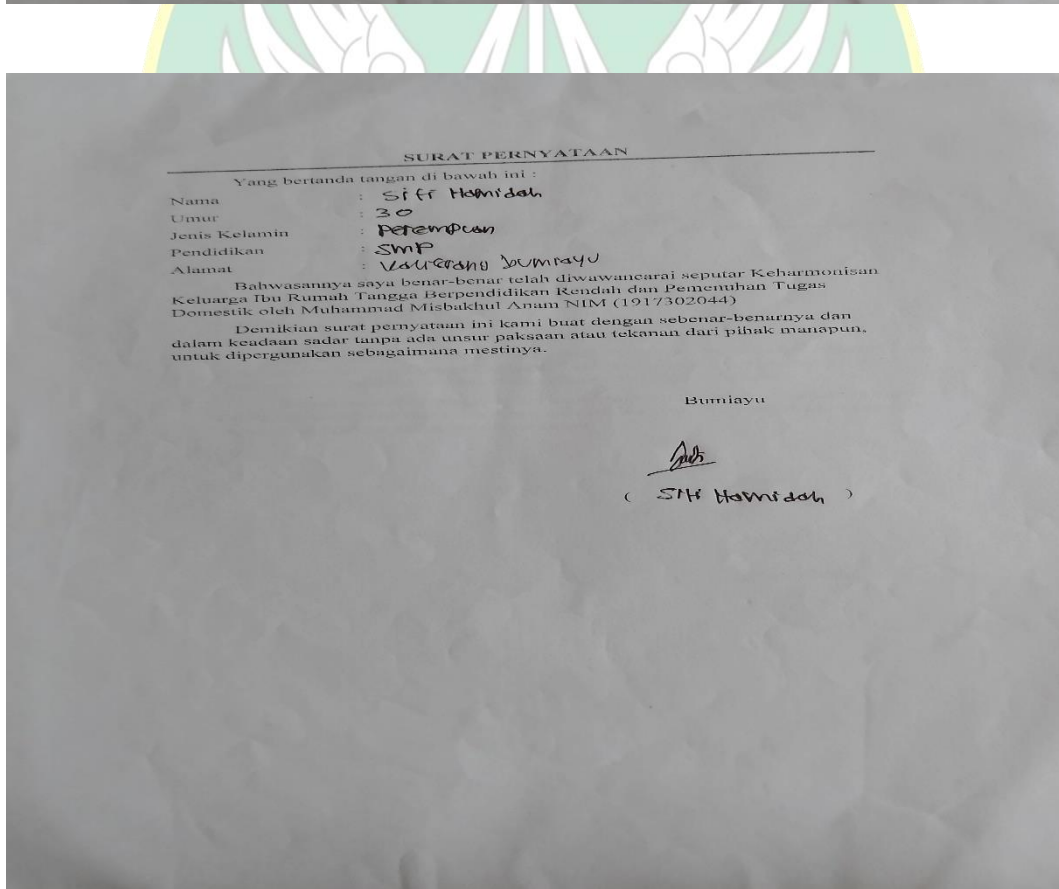 SURAT PERNYATAAN
Yang bertanda tangan di bawah ini :
Nama : Siti Hamidah
Umur : 30
Jenis Kelamin : Perempuan
Pendidikan : SMP
Alamat : Kalierang bumiayu
Bahwasannya saya benar-benar telah diwawancarai seputar Keharmonisan
Keluarga Ibu Rumah Tangga Berpendidikan Rendah dan Pemenuhan Tugas
Domestik oleh Muhammad Misbakhul Anam NIM (1917302044)
Demikian surat pernyataan ini kami buat dengan sebenar-benarnya dan
dalam keadaan sadar tanpa ada unsur paksaan atau tekanan dari pihak manapun,
untuk dipergunakan sebagaimana mestinya.
Bumiayu
( Siti Hamidah )